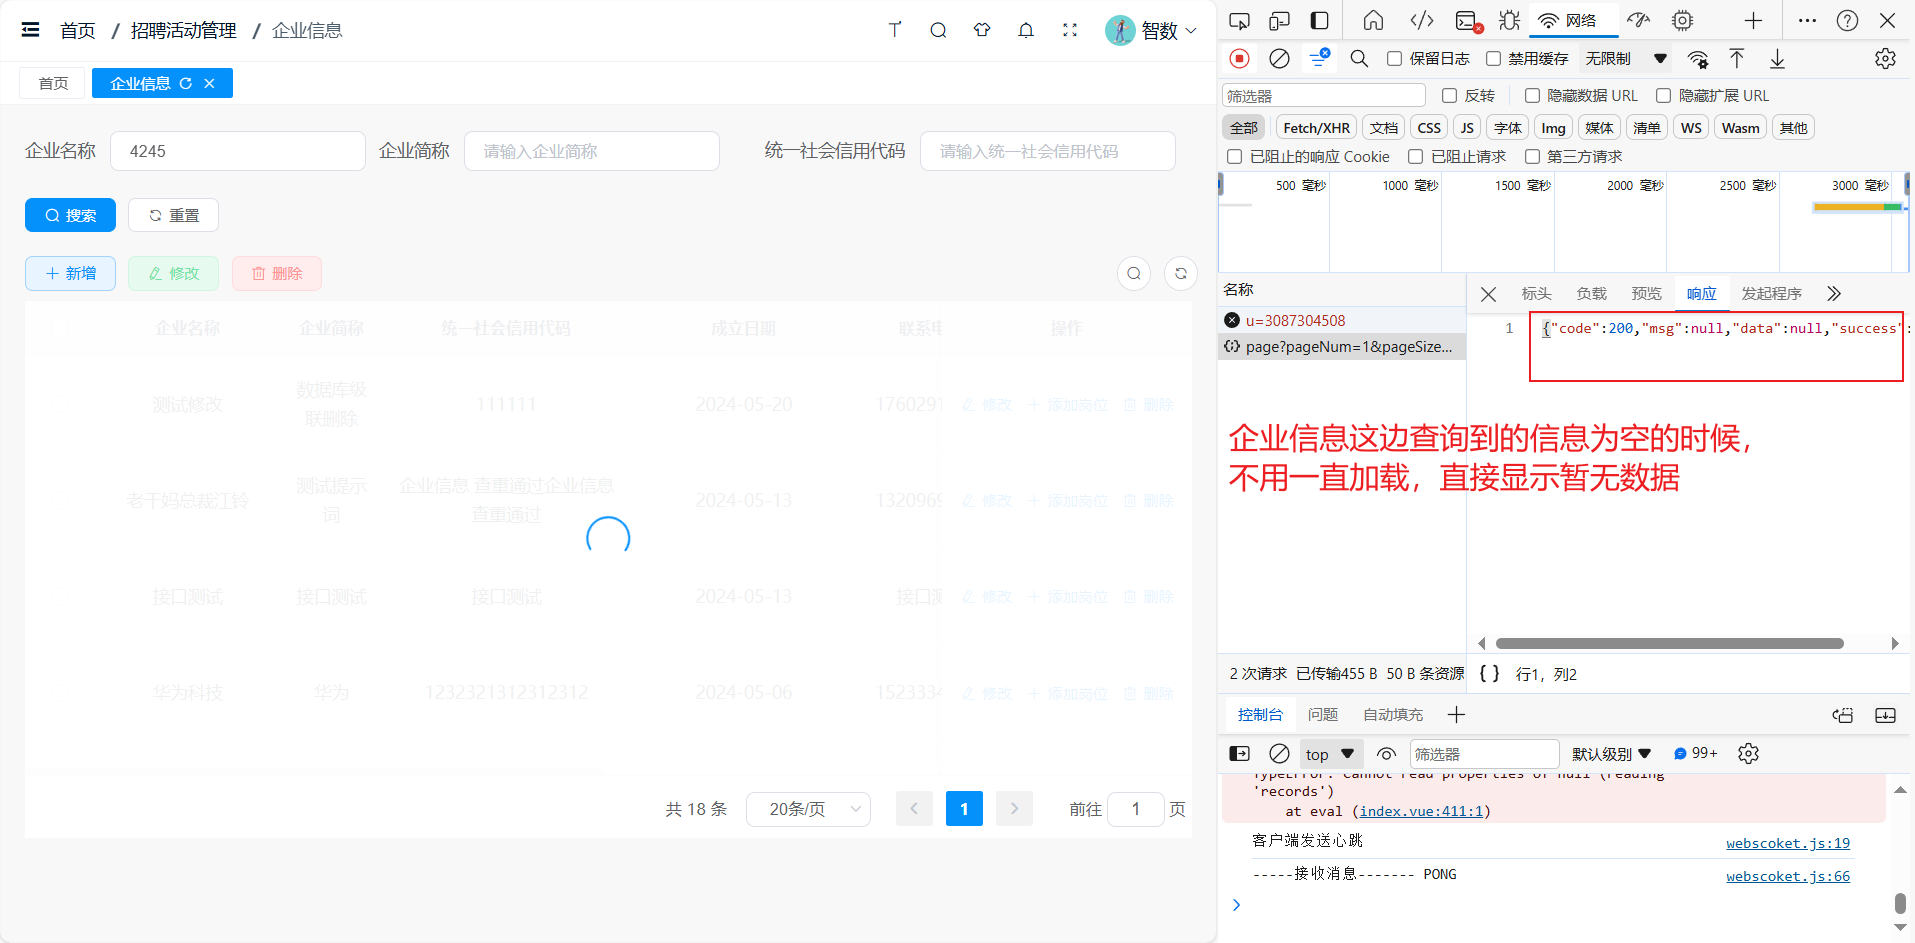 首页 / 招聘活动管理 / 企业信息
智数
首页
企业信息
企业名称 4245
企业简称 请输入企业简称
统一社会信用代码 请输入统一社会信用代码
搜索 重置
新增 修改 删除
企业名称 企业简称 统一社会信用代码 成立日期 操作
测试修改 数据库级联删除 111111 2024-05-20 1760291 修改 添加岗位 删除
老干妈总裁江铃 测试提示词 企业信息 查重通过企业信息 查重通过 2024-05-13 1320969 修改 添加岗位 删除
接口测试 接口测试 接口测试 2024-05-13 修改 添加岗位 删除
华为科技 华为 1232321312312312 2024-05-06 1523334 修改 添加岗位 删除
共 18 条 20条/页 1 前往 1 页
网络
保留日志 禁用缓存 无限制
筛选器 反转 隐藏数据 URL 隐藏扩展 URL
全部 Fetch/XHR 文档 CSS JS 字体 Img 媒体 清单 WS Wasm 其他
已阻止的响应 Cookie 已阻止请求 第三方请求
500 毫秒 1000 毫秒 1500 毫秒 2000 毫秒 2500 毫秒 3000 毫秒
名称 标头 负载 预览 响应 发起程序
u=3087304508
page?pageNum=1&pageSize...
1 {"code":200,"msg":null,"data":null,"success":
企业信息这边查询到的信息为空的时候，
不用一直加载，直接显示暂无数据
2 次请求 已传输455 B 50 B 条资源 { } 行1，列2
控制台 问题 自动填充
top 筛选器 默认级别 99+
TypeError: Cannot read properties of null (reading
'records')
at eval (index.vue:411:1)
客户端发送心跳 webscoket.js:19
-----接收消息------- PONG webscoket.js:66